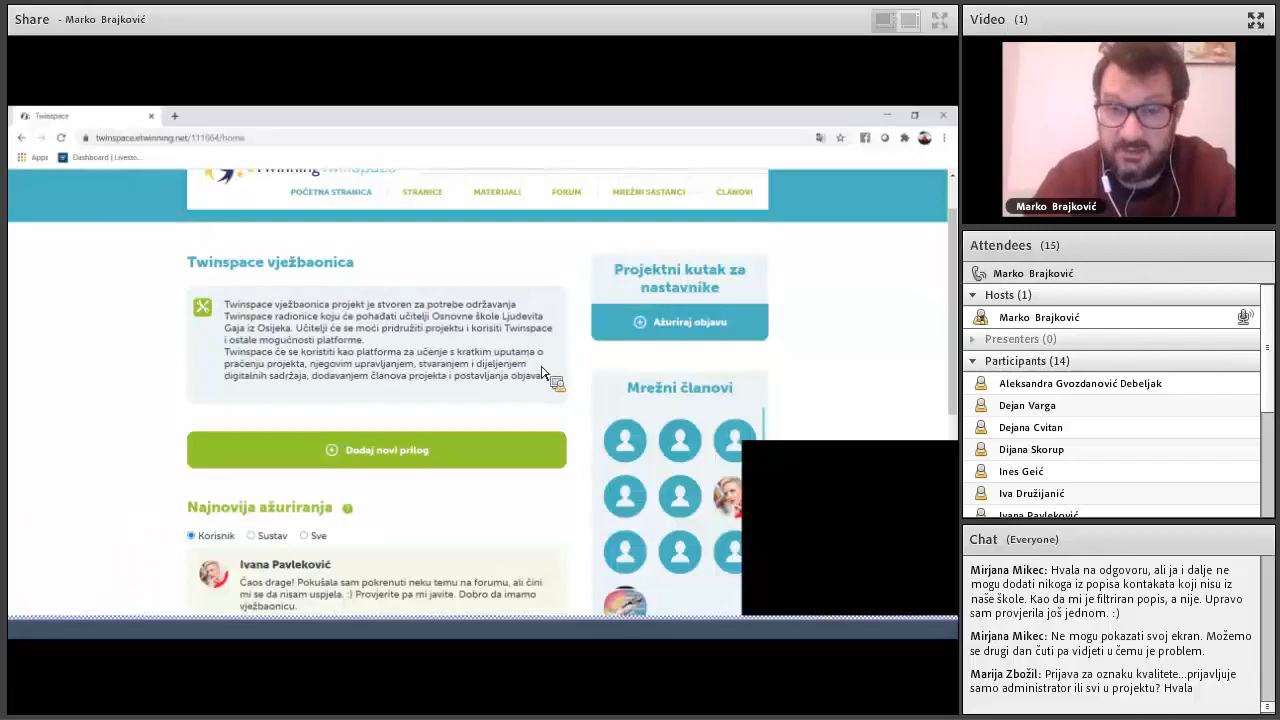 Share - Marko Brajković
Twinspace
twinspace.etwinning.net/111664/home
Apps Dashboard | Livesto...
POČETNA STRANICA STRANICE MATERIJALI FORUM MREŽNI SASTANCI ČLANOVI
Twinspace vježbaonica
Twinspace vježbaonica projekt je stvoren za potrebe održavanja
Twinspace radionice koju će pohađati učitelji Osnovne škole Ljudevita
Gaja iz Osijeka. Učitelji će se moći pridružiti projektu i korisiti Twinspace
i ostale mogućnosti platforme.
Twinspace će se koristiti kao platforma za učenje s kratkim uputama o
praćenju projekta, njegovim upravljanjem, stvaranjem i dijeljenjem
digitalnih sadržaja, dodavanjem članova projekta i postavljanja objava.
Dodaj novi prilog
Najnovija ažuriranja ?
Korisnik Sustav Sve
Ivana Pavleković
Ćaos drage! Pokušala sam pokrenuti neku temu na forumu, ali čini
mi se da nisam uspjela. :) Provjerite pa mi javite. Dobro da imamo
vježbaonicu.
Projektni kutak za
nastavnike
Ažuriraj objavu
Mrežni članovi
Video (1)
Marko Brajković
Attendees (15)
Marko Brajković
Hosts (1)
Marko Brajković
Presenters (0)
Participants (14)
Aleksandra Gvozdanović Debeljak
Dejan Varga
Dejana Cvitan
Dijana Skorup
Ines Geić
Iva Družijanić
Ivana Pavleković
Chat (Everyone)
Mirjana Mikec: Hvala na odgovoru, ali ja i dalje ne
mogu dodati nikoga iz popisa kontakata koji nisu iz
naše škole. Kao da mi je filtriran popis, a nije. Upravo
sam provjerila još jednom. :)
Mirjana Mikec: Ne mogu pokazati svoj ekran. Možemo
se drugi dan čuti pa vidjeti u čemu je problem.
Marija Zbožil: Prijava za oznaku kvalitete...prijavljuje
samo administrator ili svi u projektu? Hvala